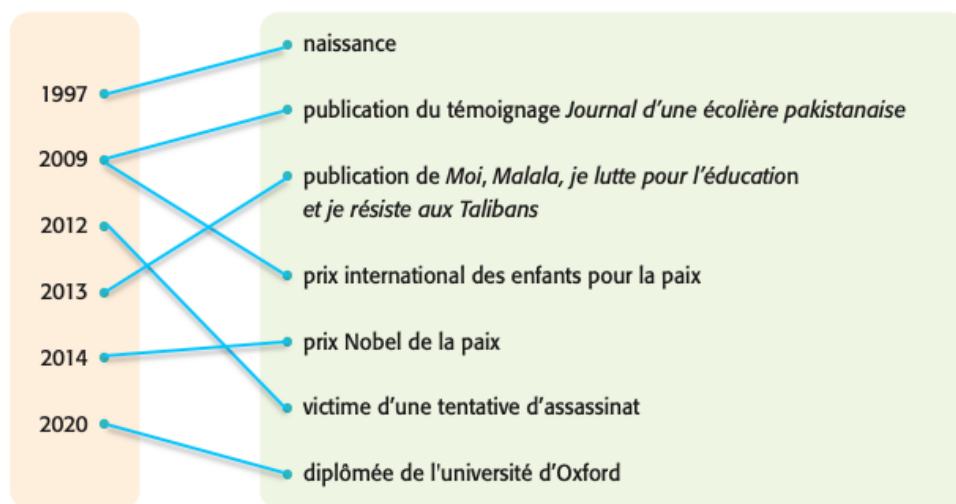 1997
2009
2012
2013
2014
2020
naissance
publication du témoignage Journal d'une écolière pakistanaise
publication de Moi, Malala, je lutte pour l'éducation
et je résiste aux Talibans
prix international des enfants pour la paix
prix Nobel de la paix
victime d'une tentative d'assassinat
diplômée de l'université d'Oxford